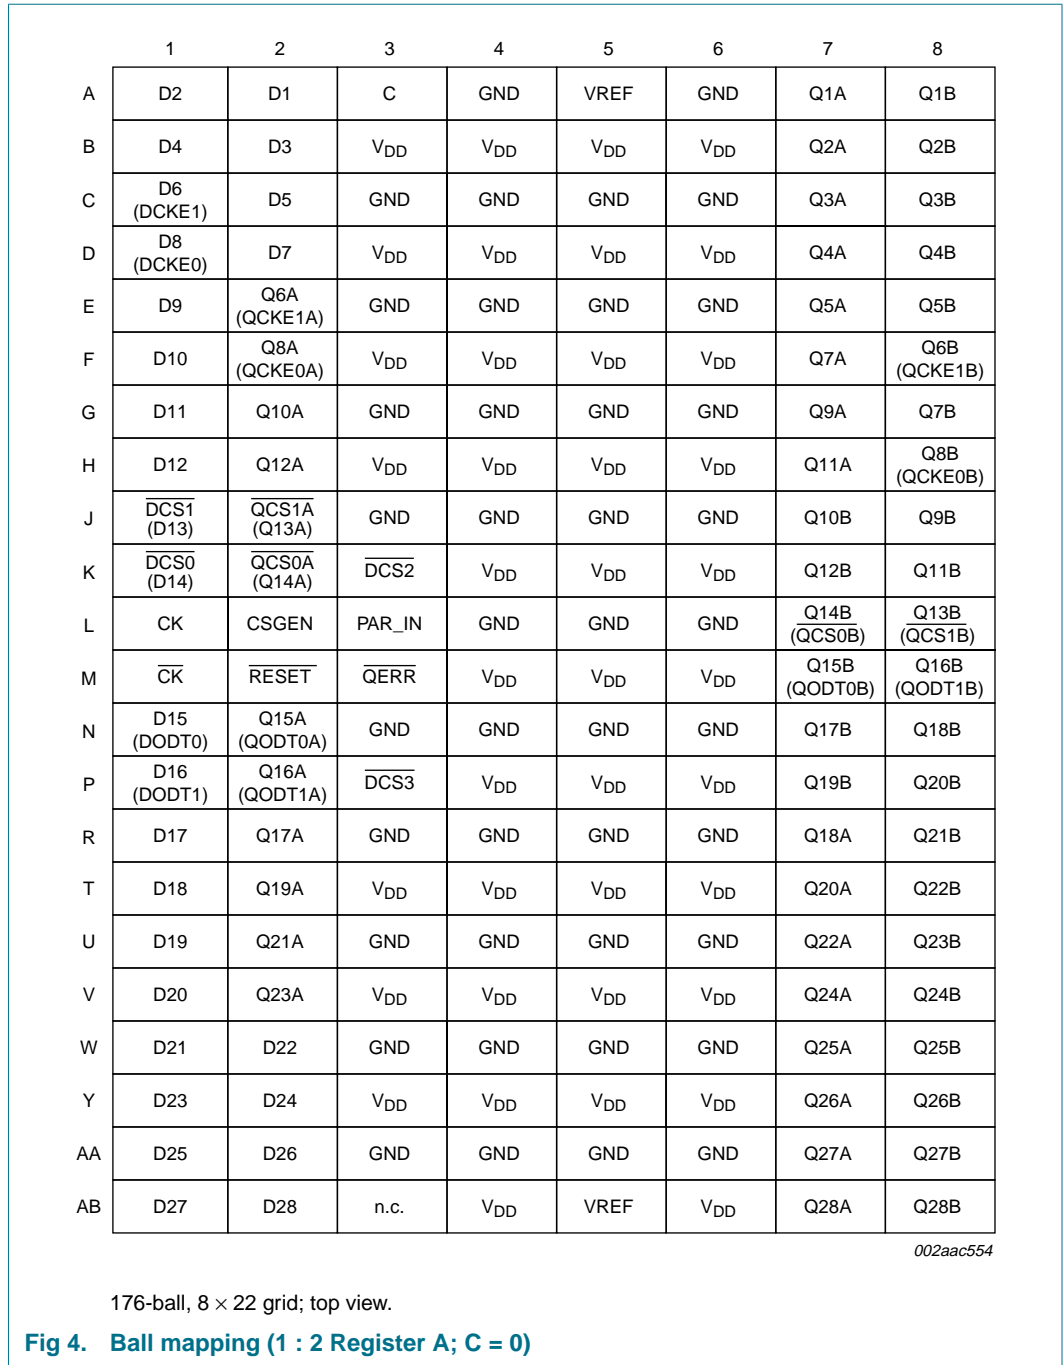 1 2 3 4 5 6 7 8
A D2 D1 C GND VREF GND Q1A Q1B
B D4 D3 VDD VDD VDD VDD Q2A Q2B
C D6 (DCKE1) D5 GND GND GND GND Q3A Q3B
D D8 (DCKE0) D7 VDD VDD VDD VDD Q4A Q4B
E D9 Q6A (QCKE1A) GND GND GND GND Q5A Q5B
F D10 Q8A (QCKE0A) VDD VDD VDD VDD Q7A Q6B (QCKE1B)
G D11 Q10A GND GND GND GND Q9A Q7B
H D12 Q12A VDD VDD VDD VDD Q11A Q8B (QCKE0B)
J DCS1 (D13) QCS1A (Q13A) GND GND GND GND Q10B Q9B
K DCS0 (D14) QCS0A (Q14A) DCS2 VDD VDD VDD Q12B Q11B
L CK CSGEN PAR_IN GND GND GND Q14B (QCS0B) Q13B (QCS1B)
M CK RESET QERR VDD VDD VDD Q15B (QODT0B) Q16B (QODT1B)
N D15 (DODT0) Q15A (QODT0A) GND GND GND GND Q17B Q18B
P D16 (DODT1) Q16A (QODT1A) DCS3 VDD VDD VDD Q19B Q20B
R D17 Q17A GND GND GND GND Q18A Q21B
T D18 Q19A VDD VDD VDD VDD Q20A Q22B
U D19 Q21A GND GND GND GND Q22A Q23B
V D20 Q23A VDD VDD VDD VDD Q24A Q24B
W D21 D22 GND GND GND GND Q25A Q25B
Y D23 D24 VDD VDD VDD VDD Q26A Q26B
AA D25 D26 GND GND GND GND Q27A Q27B
AB D27 D28 n.c. VDD VREF VDD Q28A Q28B
002aac554
176-ball, 8 × 22 grid; top view.
Fig 4. Ball mapping (1 : 2 Register A; C = 0)